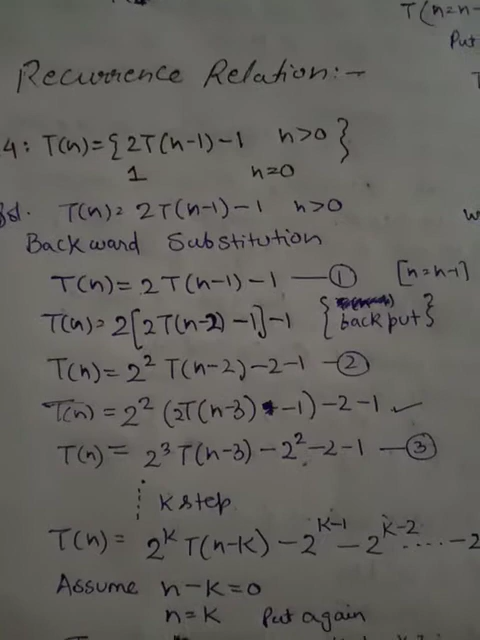 T(n=n-
Put
Recurrence Relation:-
4: T(n)={2T(n-1)-1 n>0}
1 n=0
Sol. T(n)= 2T(n-1)-1 n>0
Backward Substitution
T(n)= 2T(n-1)-1 —① [n=n-1]
T(n)= 2[2T(n-2)-1]-1 {back put}
T(n)= 2² T(n-2)-2-1 —②
T(n)= 2² (2T(n-3)-1)-2-1 ✓
T(n)= 2³ T(n-3)-2²-2-1 —③
⋮ K step
T(n)= 2ᵏ T(n-K)-2ᴷ⁻¹-2ᵏ⁻².....-2
Assume n-K=0
n=K Put again